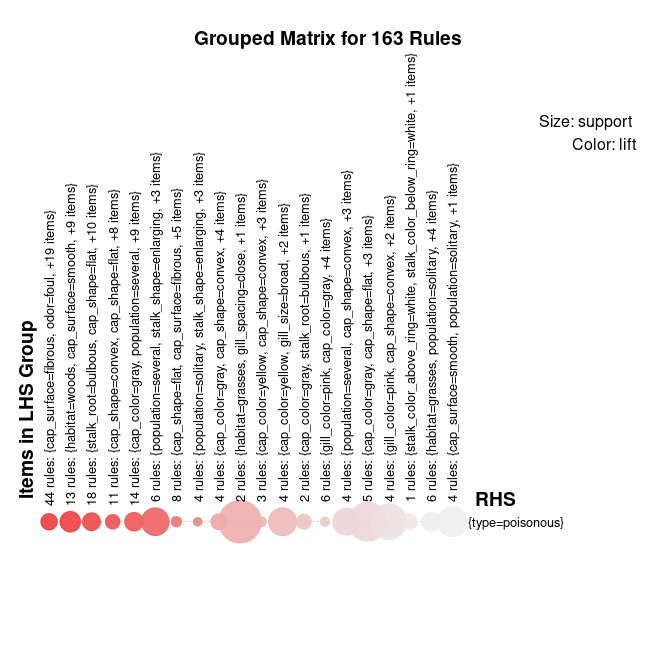 Grouped Matrix for 163 Rules
Size: support
Color: lift
Items in LHS Group
44 rules: {cap_surface=fibrous, odor=foul, +19 items}
13 rules: {habitat=woods, cap_surface=smooth, +9 items}
18 rules: {stalk_root=bulbous, cap_shape=flat, +10 items}
11 rules: {cap_shape=convex, cap_shape=flat, +8 items}
14 rules: {cap_color=gray, population=several, +9 items}
6 rules: {population=several, stalk_shape=enlarging, +3 items}
8 rules: {cap_shape=flat, cap_surface=fibrous, +5 items}
4 rules: {population=solitary, stalk_shape=enlarging, +3 items}
4 rules: {cap_color=gray, cap_shape=convex, +4 items}
2 rules: {habitat=grasses, gill_spacing=close, +1 items}
3 rules: {cap_color=yellow, cap_shape=convex, +3 items}
4 rules: {cap_color=yellow, gill_size=broad, +2 items}
2 rules: {cap_color=gray, stalk_root=bulbous, +1 items}
6 rules: {gill_color=pink, cap_color=gray, +4 items}
4 rules: {population=several, cap_shape=convex, +3 items}
5 rules: {cap_color=gray, cap_shape=flat, +3 items}
4 rules: {gill_color=pink, cap_shape=convex, +2 items}
1 rules: {stalk_color_above_ring=white, stalk_color_below_ring=white, +1 items}
6 rules: {habitat=grasses, population=solitary, +4 items}
4 rules: {cap_surface=smooth, population=solitary, +1 items}
RHS
{type=poisonous}